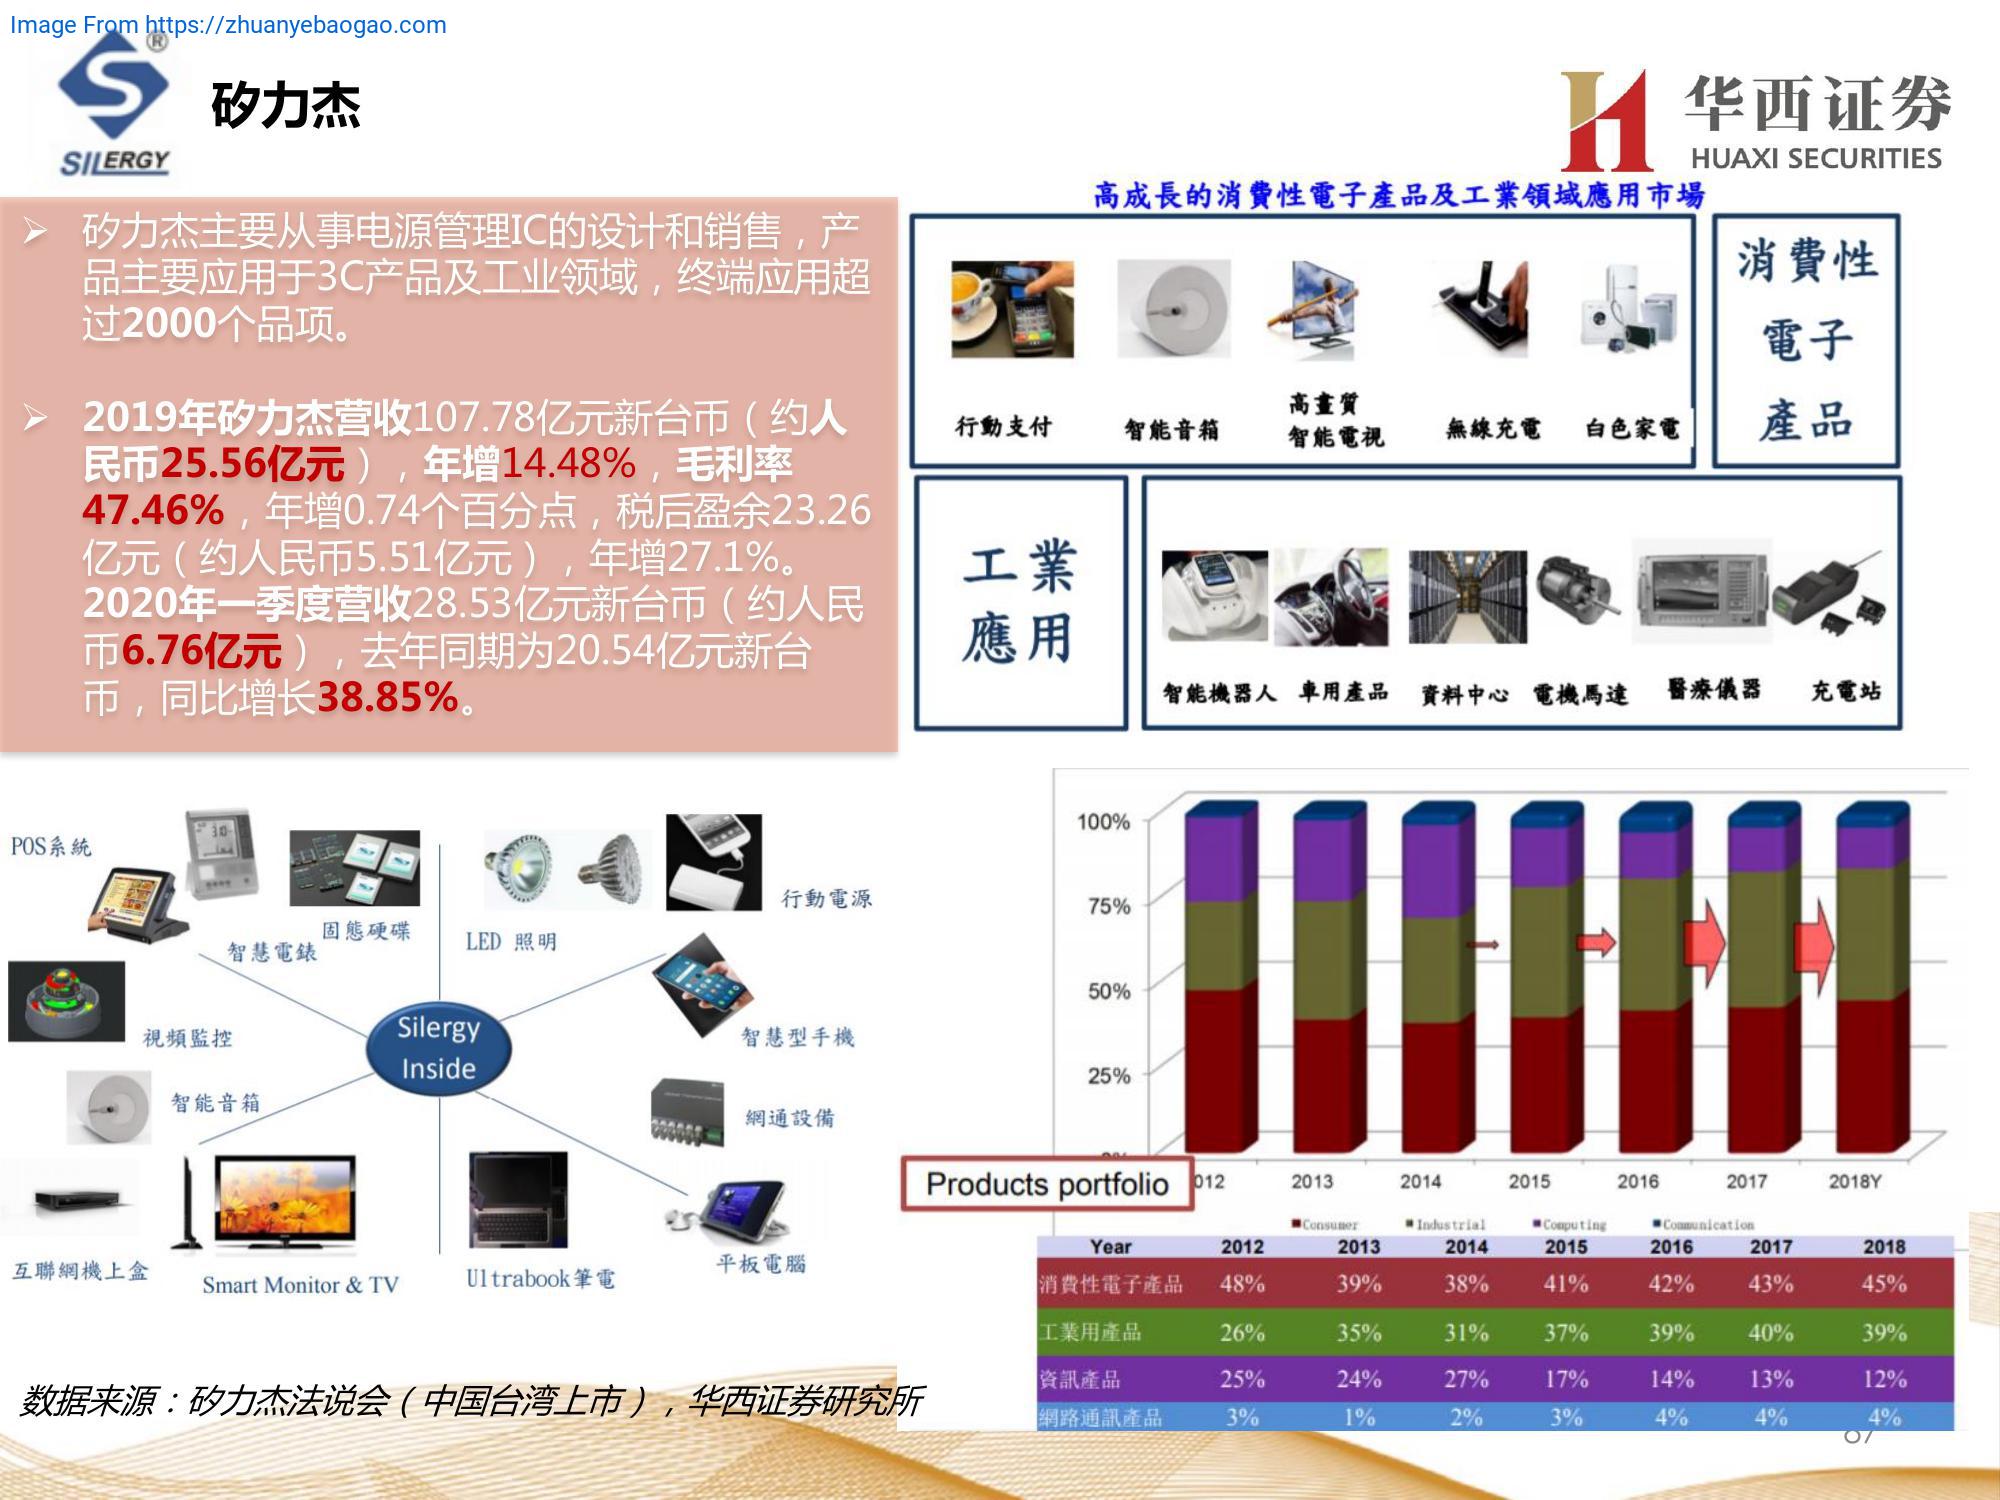 Image From https://zhuanyebaogao.com
®
SILERGY
矽力杰
华西证券
HUAXI SECURITIES
➢ 矽力杰主要从事电源管理IC的设计和销售，产
品主要应用于3C产品及工业领域，终端应用超
过2000个品项。
➢ 2019年矽力杰营收107.78亿元新台币（约人
民币25.56亿元），年增14.48%，毛利率
47.46%，年增0.74个百分点，税后盈余23.26
亿元（约人民币5.51亿元），年增27.1%。
2020年一季度营收28.53亿元新台币（约人民
币6.76亿元），去年同期为20.54亿元新台
币，同比增长38.85%。
高成長的消費性電子產品及工業領域應用市場
行動支付
智能音箱
高畫質
智能電視
無線充電
白色家電
消費性
電子
產品
工業
應用
智能機器人
車用產品
資料中心
電機馬達
醫療儀器
充電站
POS系統
智慧電錶
固態硬碟
LED 照明
行動電源
視頻監控
智慧型手機
Silergy
Inside
智能音箱
網通設備
互聯網機上盒
Smart Monitor & TV
Ultrabook筆電
平板電腦
100%
75%
50%
25%
Products portfolio
012 2013 2014 2015 2016 2017 2018Y
Consumer Industrial Computing Communication
Year 2012 2013 2014 2015 2016 2017 2018
消費性電子產品 48% 39% 38% 41% 42% 43% 45%
工業用產品 26% 35% 31% 37% 39% 40% 39%
資訊產品 25% 24% 27% 17% 14% 13% 12%
網路通訊產品 3% 1% 2% 3% 4% 4% 4%
数据来源：矽力杰法说会（中国台湾上市），华西证券研究所